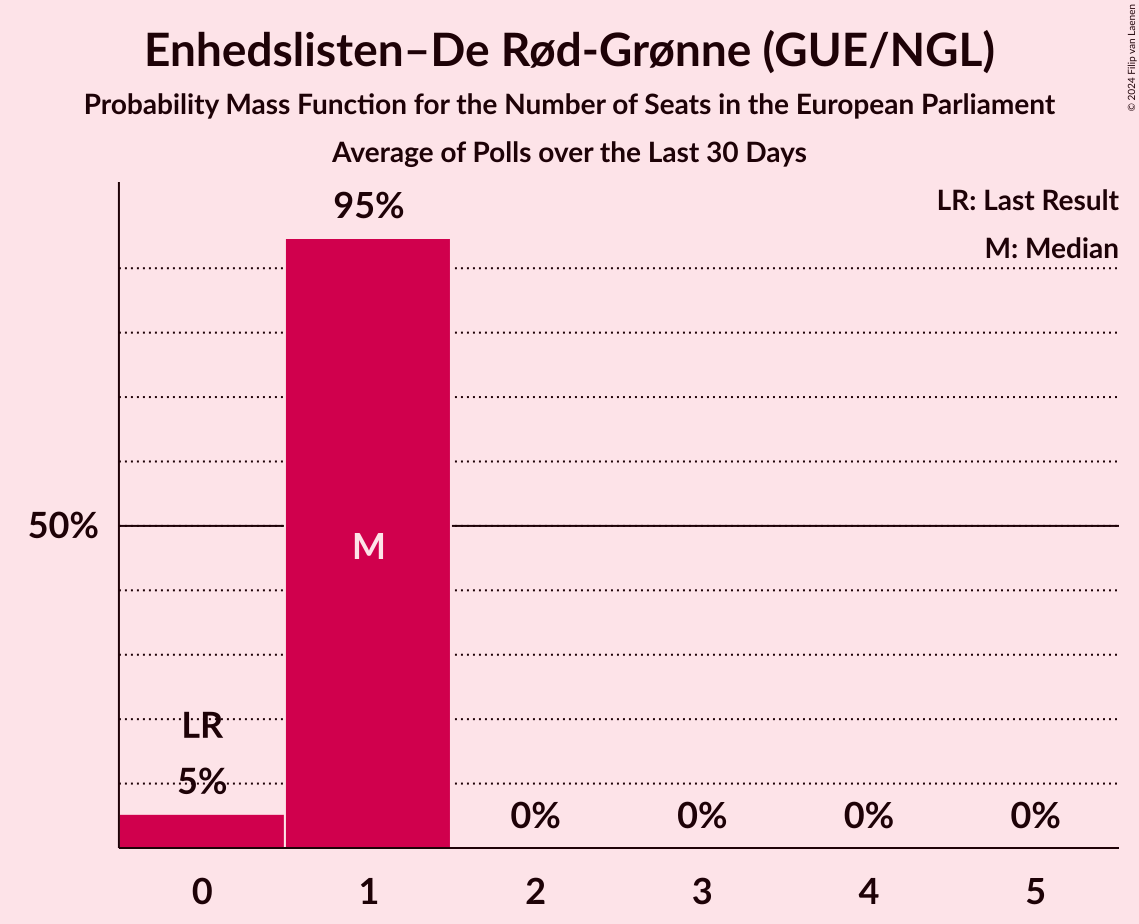 Enhedslisten–De Rød-Grønne (GUE/NGL)
Probability Mass Function for the Number of Seats in the European Parliament
Average of Polls over the Last 30 Days
© 2024 Filip van Laenen
LR: Last Result
M: Median
95%
50%
M
LR
5%
0%
0%
0%
0%
0
1
2
3
4
5